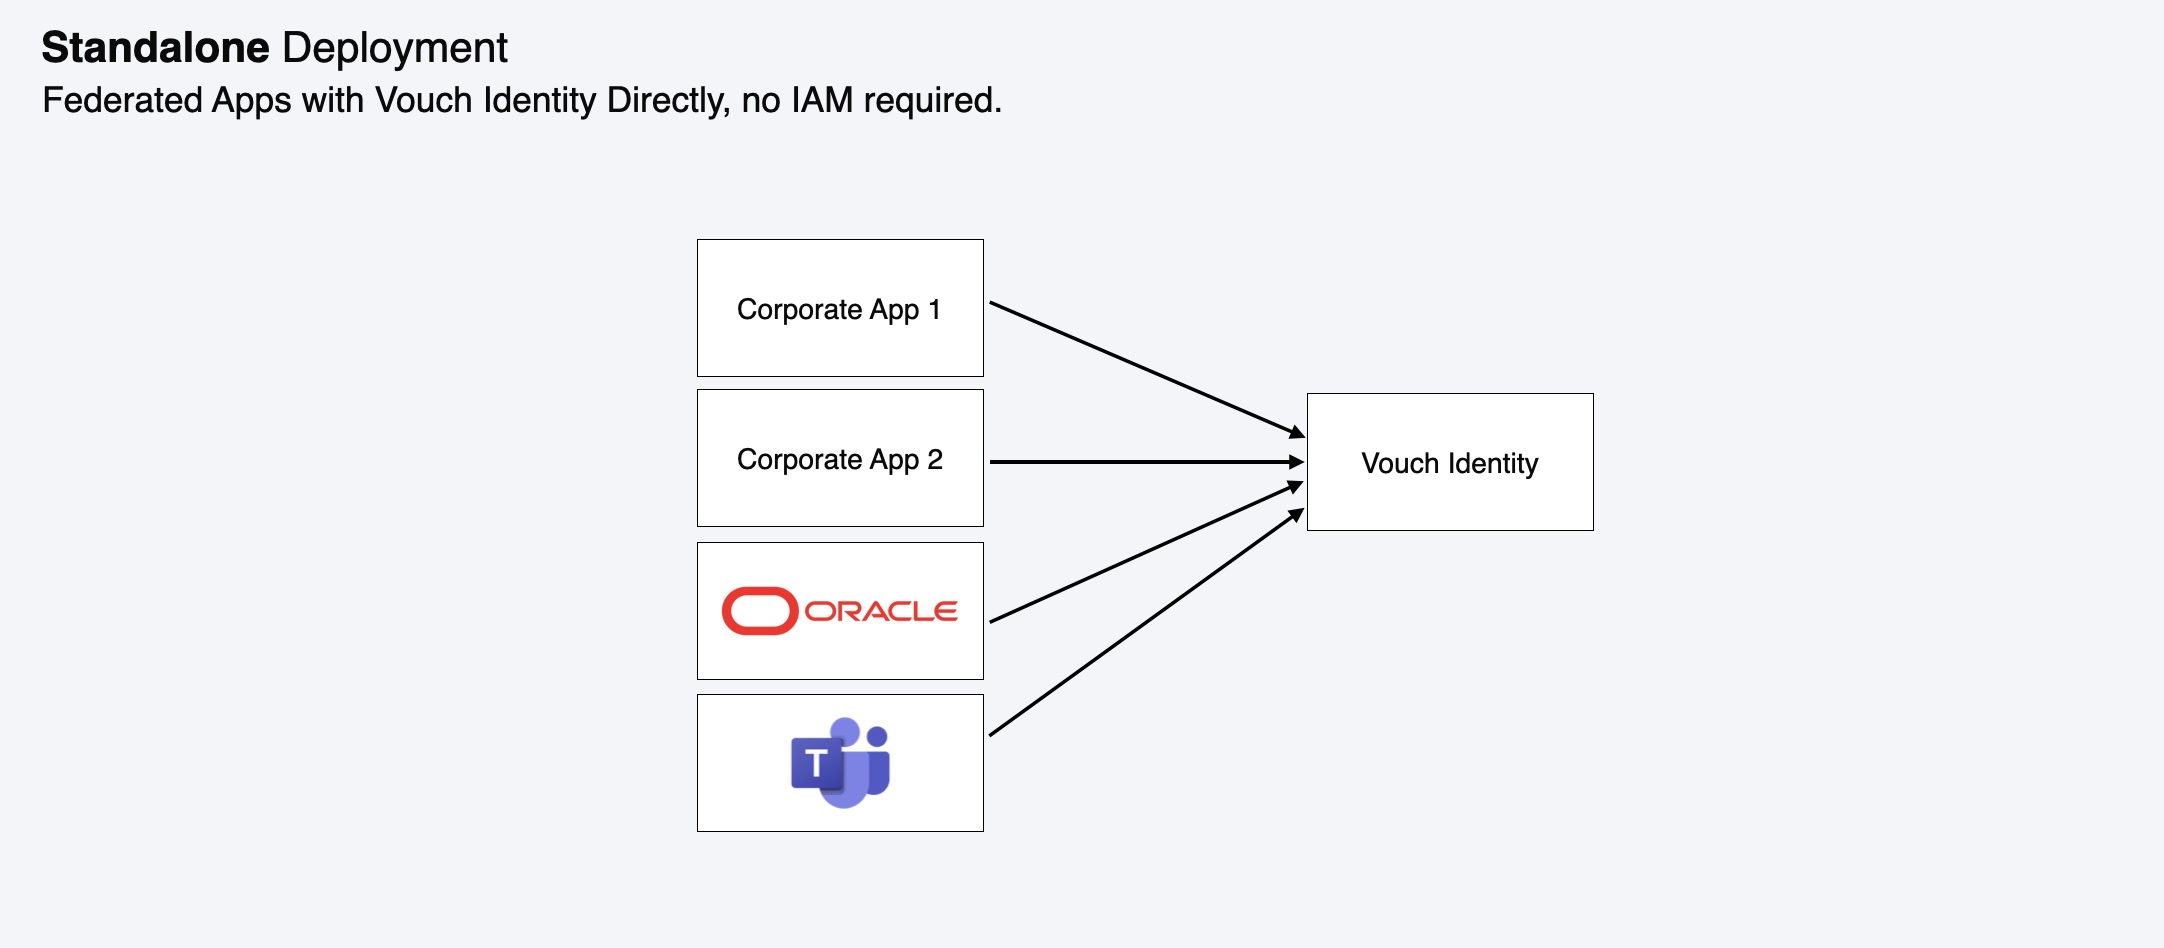 Standalone Deployment
Federated Apps with Vouch Identity Directly, no IAM required.
Corporate App 1
Corporate App 2
Vouch Identity
ORACLE
T